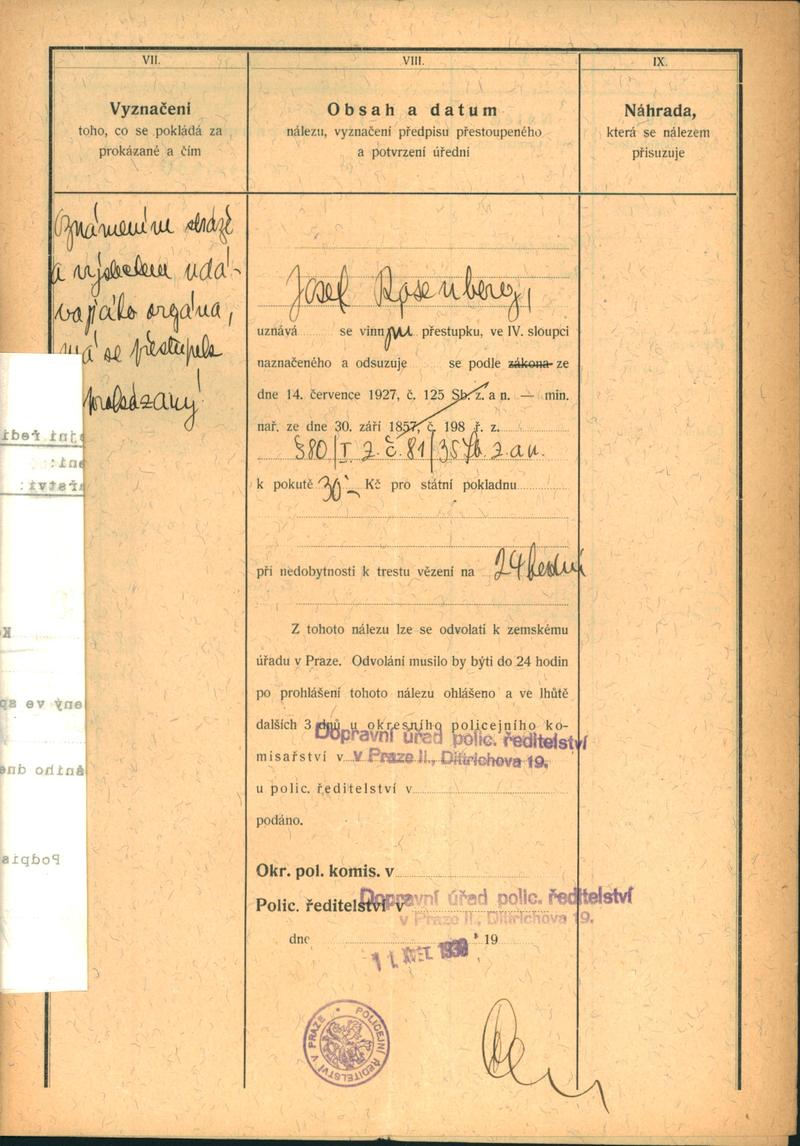 VII.
Vyznačení
toho, co se pokládá za
prokázané a čím
VIII.
Obsah a datum
nálezu, vyznačení předpisu přestoupeného
a potvrzení úřední
IX.
Náhrada,
která se nálezem
přisuzuje
Oznámením stráže
a výslechem udá-
vajícího orgána,
má se přestupek
prokázaný!
Josef Rosenberg,
uznává se vinným přestupku, ve IV. sloupci
naznačeného a odsuzuje se podle zákona ze
dne 14. července 1927, č. 125 Sb. z. a n. — min.
nař. ze dne 30. září 1857, č. 198 ř. z.
§80/I z. č. 81/35 Sb. z. a n.
k pokutě 30·- Kč pro státní pokladnu
při nedobytnosti k trestu vězení na 24 hodin
Z tohoto nálezu lze se odvolati k zemskému
úřadu v Praze. Odvolání musilo by býti do 24 hodin
po prohlášení tohoto nálezu ohlášeno a ve lhůtě
dalších 3 dnů u okresního policejního ko-
Dopravní úřad polic. ředitelství
misařství v
v Praze II., Dittrichova 19.
u polic. ředitelství v
podáno.
Okr. pol. komis. v
Polic. ředitelství v
Dopravní úřad polic. ředitelství
v Praze II., Dittrichova 19.
dne 19
POLICEJNÍ ŘEDITELSTVÍ V PRAZE
Podpis